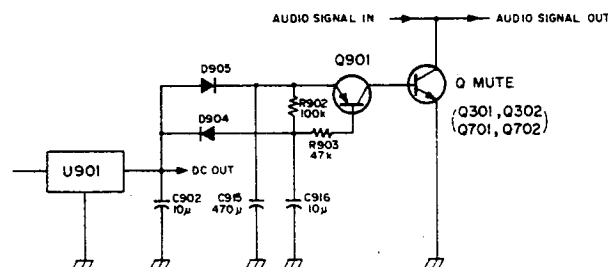 AUDIO SIGNAL IN
AUDIO SIGNAL OUT
Q901
D905
Q MUTE
R902
100k
(Q301, Q302
Q701, Q702)
D904
R903
47k
U901
DC OUT
C902
10μ
C915
470μ
C916
10μ